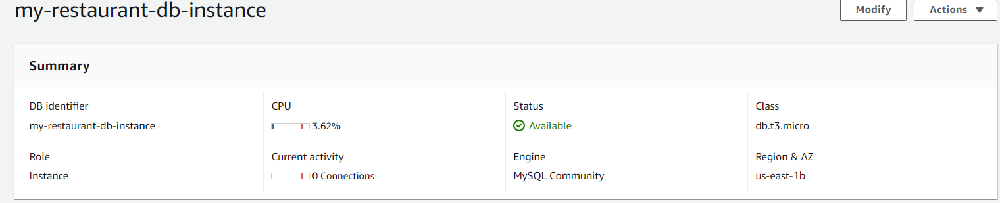 my-restaurant-db-instance
Modify
Actions
Summary
DB identifier
CPU
Status
Class
my-restaurant-db-instance
3.62%
Available
db.t3.micro
Role
Current activity
Engine
Region & AZ
Instance
0 Connections
MySQL Community
us-east-1b